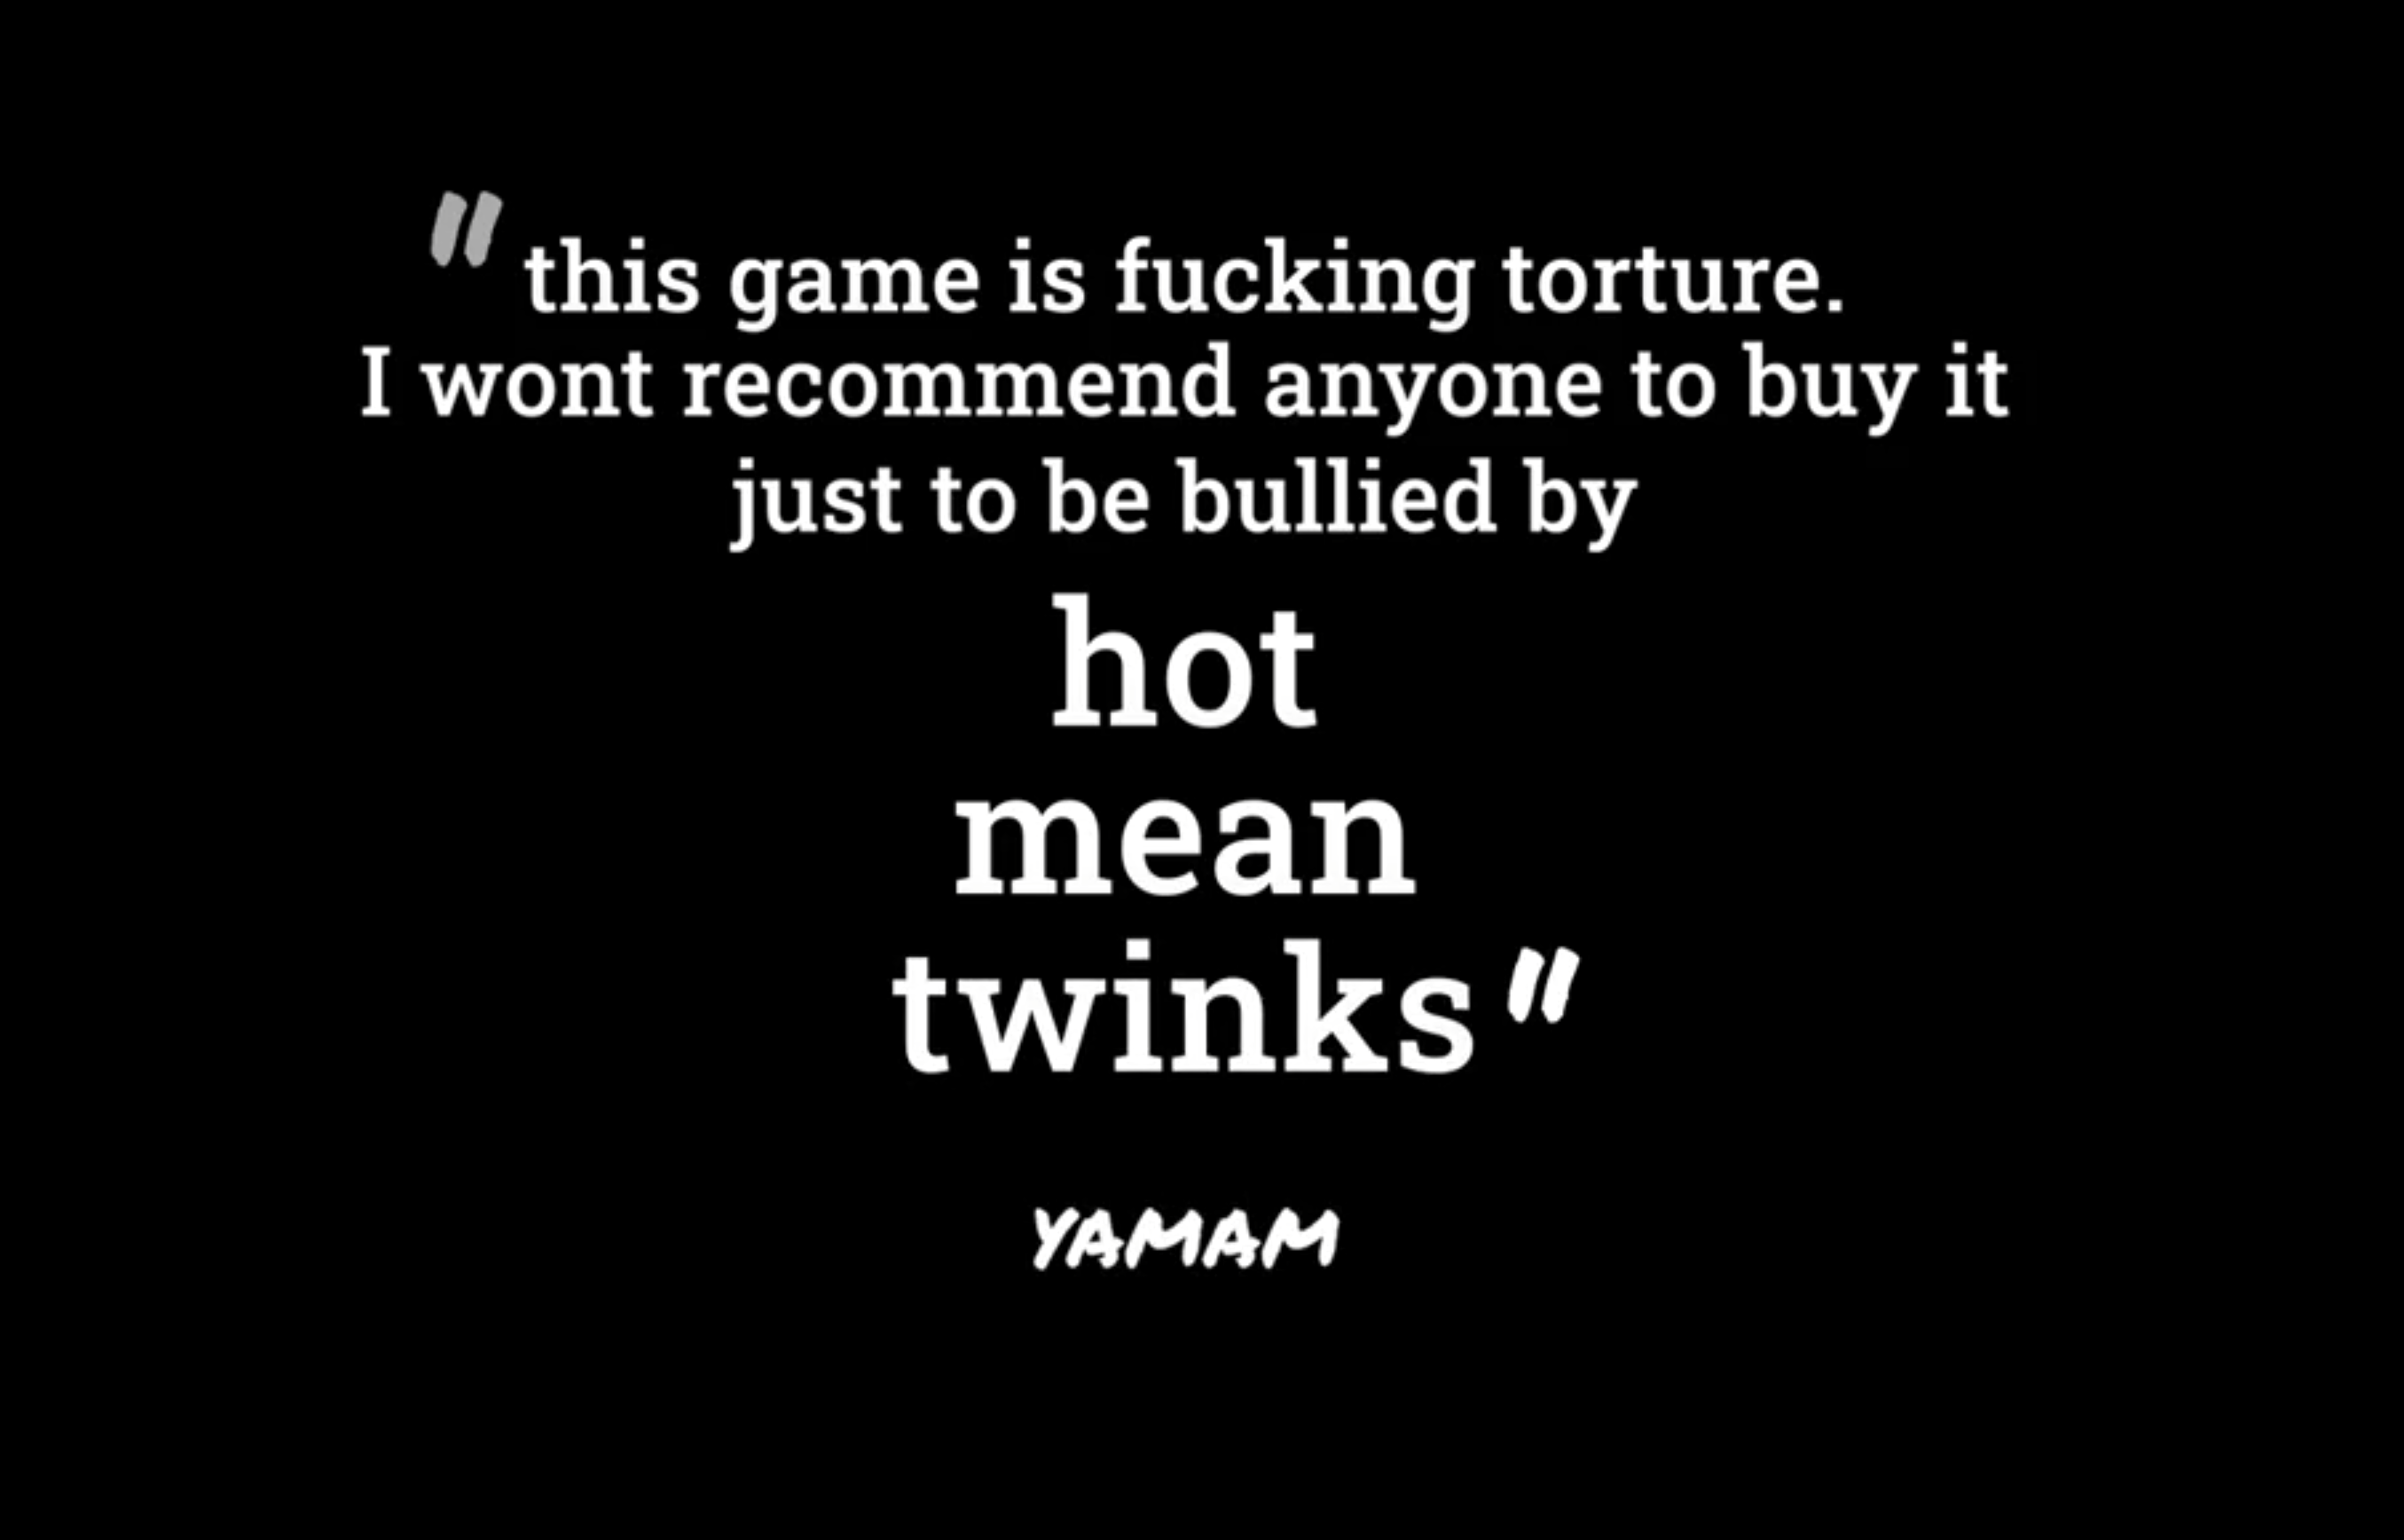 "this game is fucking torture.
I wont recommend anyone to buy it
just to be bullied by
hot
mean
twinks"
YAMAM